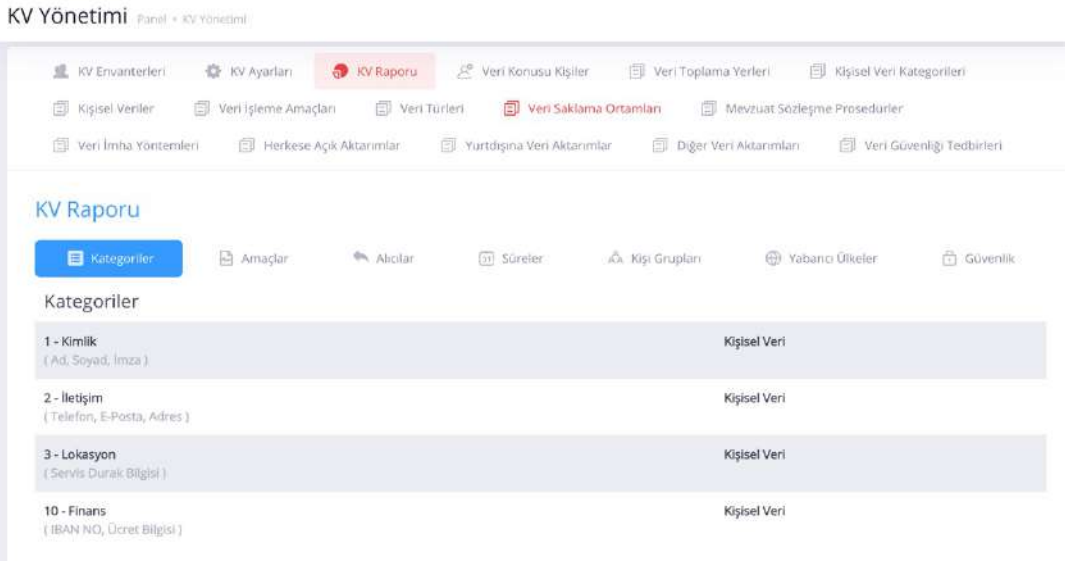 KV Yönetimi Panel • KV Yönetimi
KV Envanterleri KV Ayarları KV Raporu Veri Konusu Kişiler Veri Toplama Yerleri Kişisel Veri Kategorileri
Kişisel Veriler Veri İşleme Amaçları Veri Türleri Veri Saklama Ortamları Mevzuat Sözleşme Prosedürler
Veri İmha Yöntemleri Herkese Açık Aktarımlar Yurtdışına Veri Aktarımlar Diğer Veri Aktarımları Veri Güvenliği Tedbirleri
KV Raporu
Kategoriler Amaçlar Alıcılar Süreler Kişi Grupları Yabancı Ülkeler Güvenlik
Kategoriler
1 - Kimlik Kişisel Veri
( Ad, Soyad, İmza )
2 - İletişim Kişisel Veri
( Telefon, E-Posta, Adres )
3 - Lokasyon Kişisel Veri
( Servis Durak Bilgisi )
10 - Finans Kişisel Veri
( IBAN NO, Ücret Bilgisi )